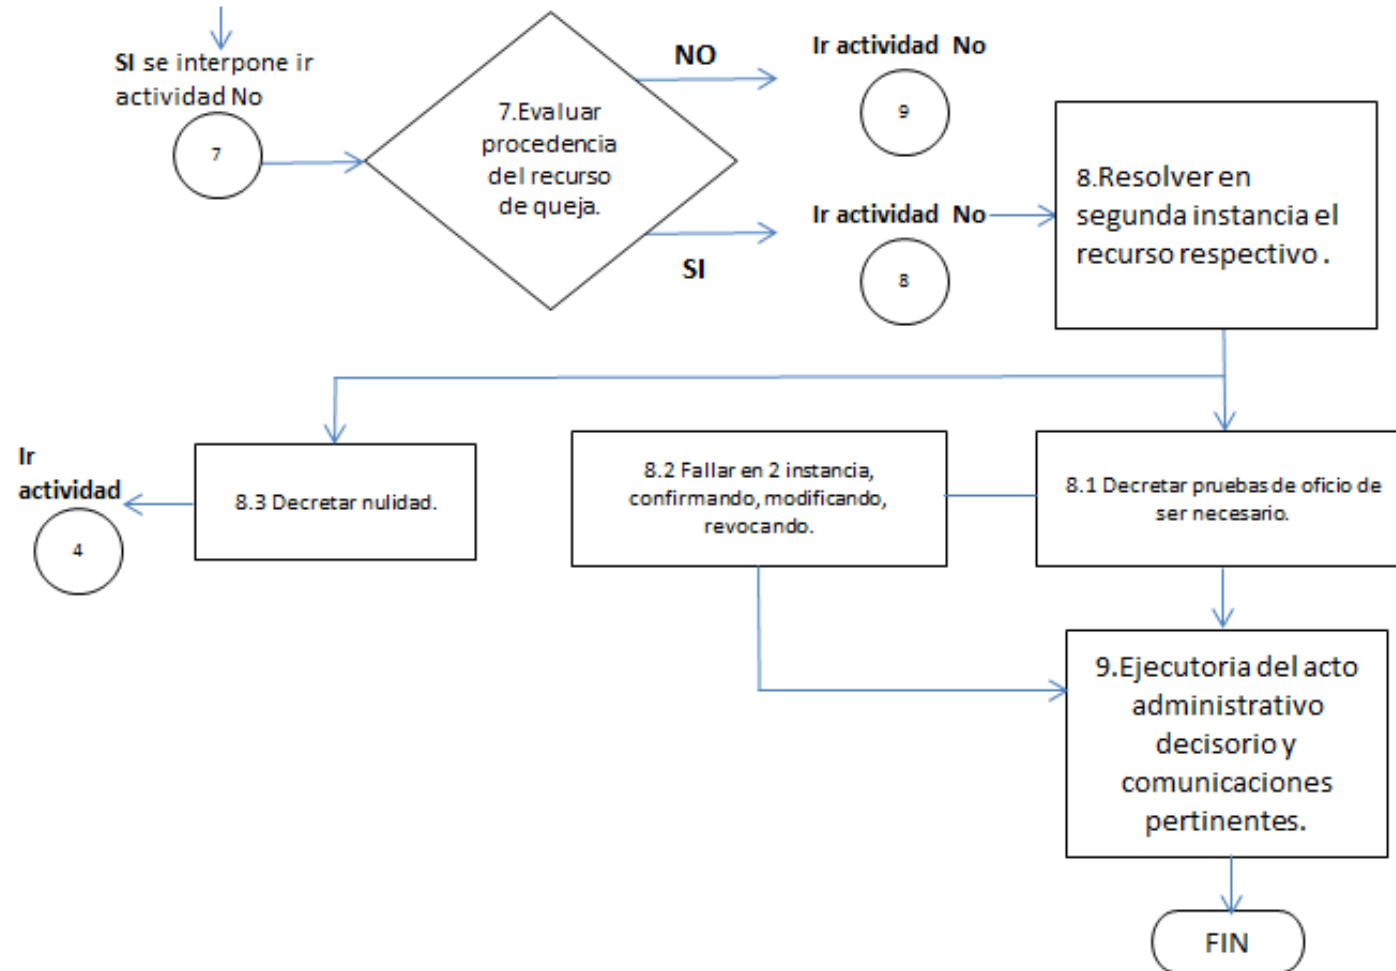 SI se interpone ir
actividad No
7
7.Evaluar
procedencia
del recurso
de queja.
NO
Ir actividad No
9
SI
Ir actividad No
8
8.Resolver en
segunda instancia el
recurso respectivo .
Ir
actividad
4
8.3 Decretar nulidad.
8.2 Fallar en 2 instancia,
confirmando, modificando,
revocando.
8.1 Decretar pruebas de oficio de
ser necesario.
9.Ejecutoria del acto
administrativo
decisorio y
comunicaciones
pertinentes.
FIN